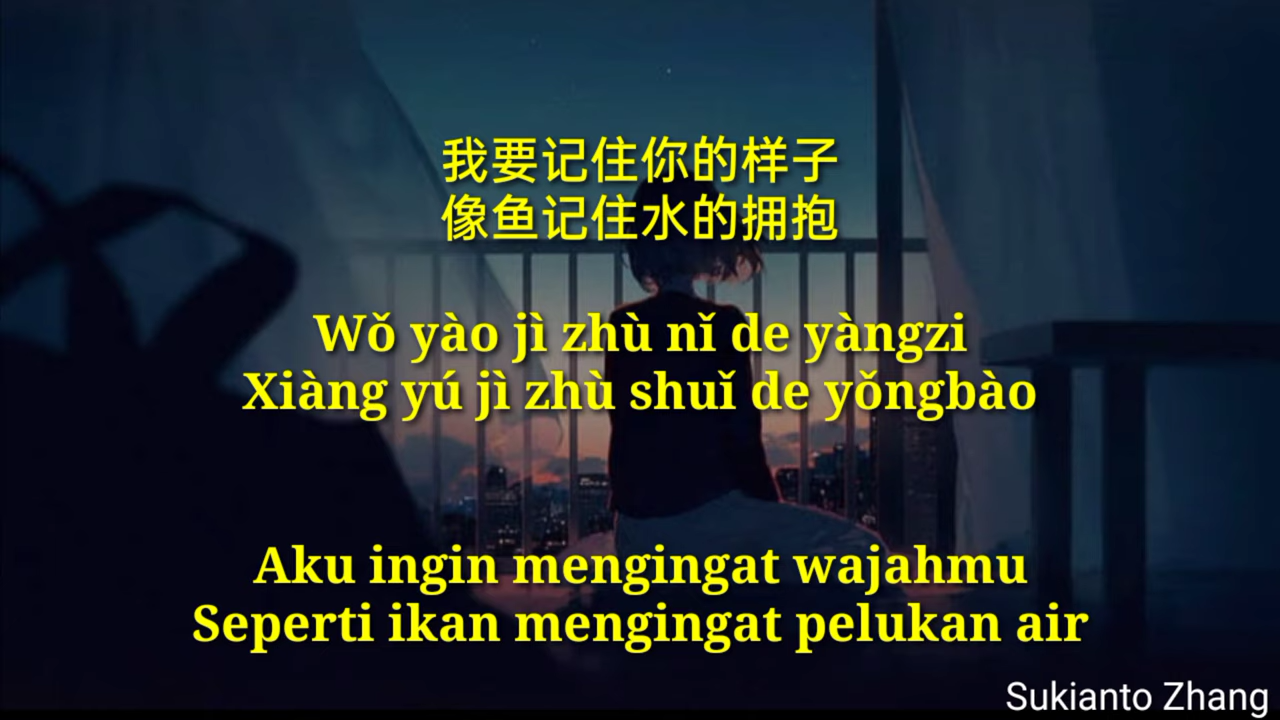 我要记住你的样子
像鱼记住水的拥抱
Wǒ yào jì zhù nǐ de yàngzi
Xiàng yú jì zhù shuǐ de yǒngbào
Aku ingin mengingat wajahmu
Seperti ikan mengingat pelukan air
Sukianto Zhang